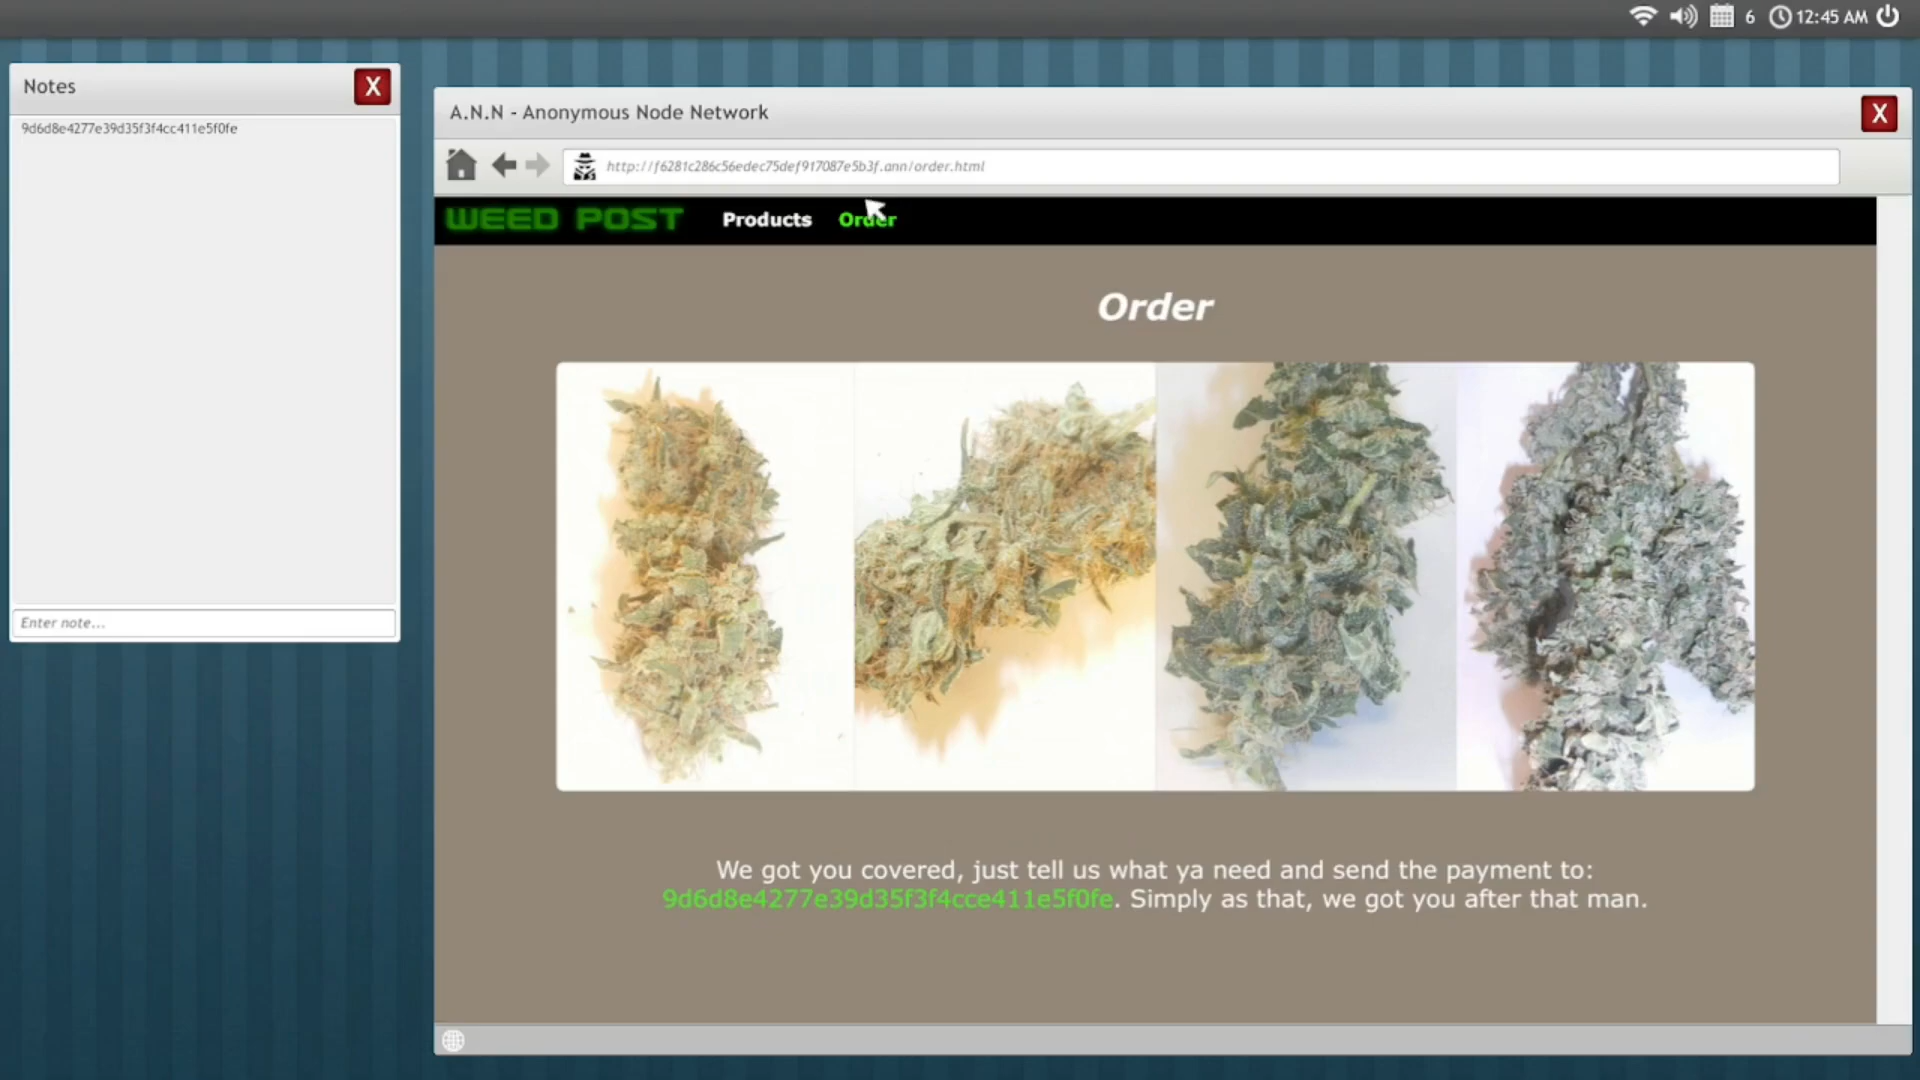 6
12:45 AM
Notes
X
9d6d8e4277e39d35f3f4cc411e5f0fe
Enter note...
A.N.N - Anonymous Node Network
X
http://f6281c286c56edec75def917087e5b3f.ann/order.html
WEED POST
Products
Order
Order
We got you covered, just tell us what ya need and send the payment to:
9d6d8e4277e39d35f3f4cce411e5f0fe. Simply as that, we got you after that man.